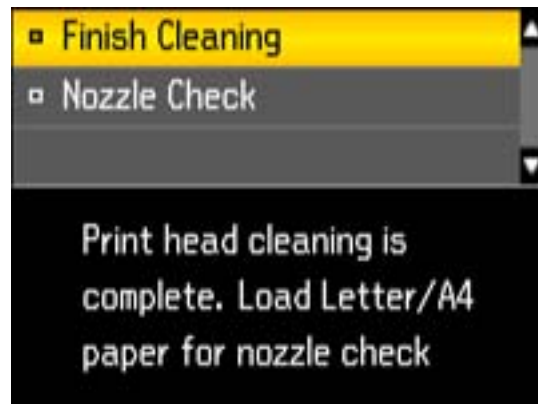 Finish Cleaning
Nozzle Check
Print head cleaning is
complete. Load Letter/A4
paper for nozzle check